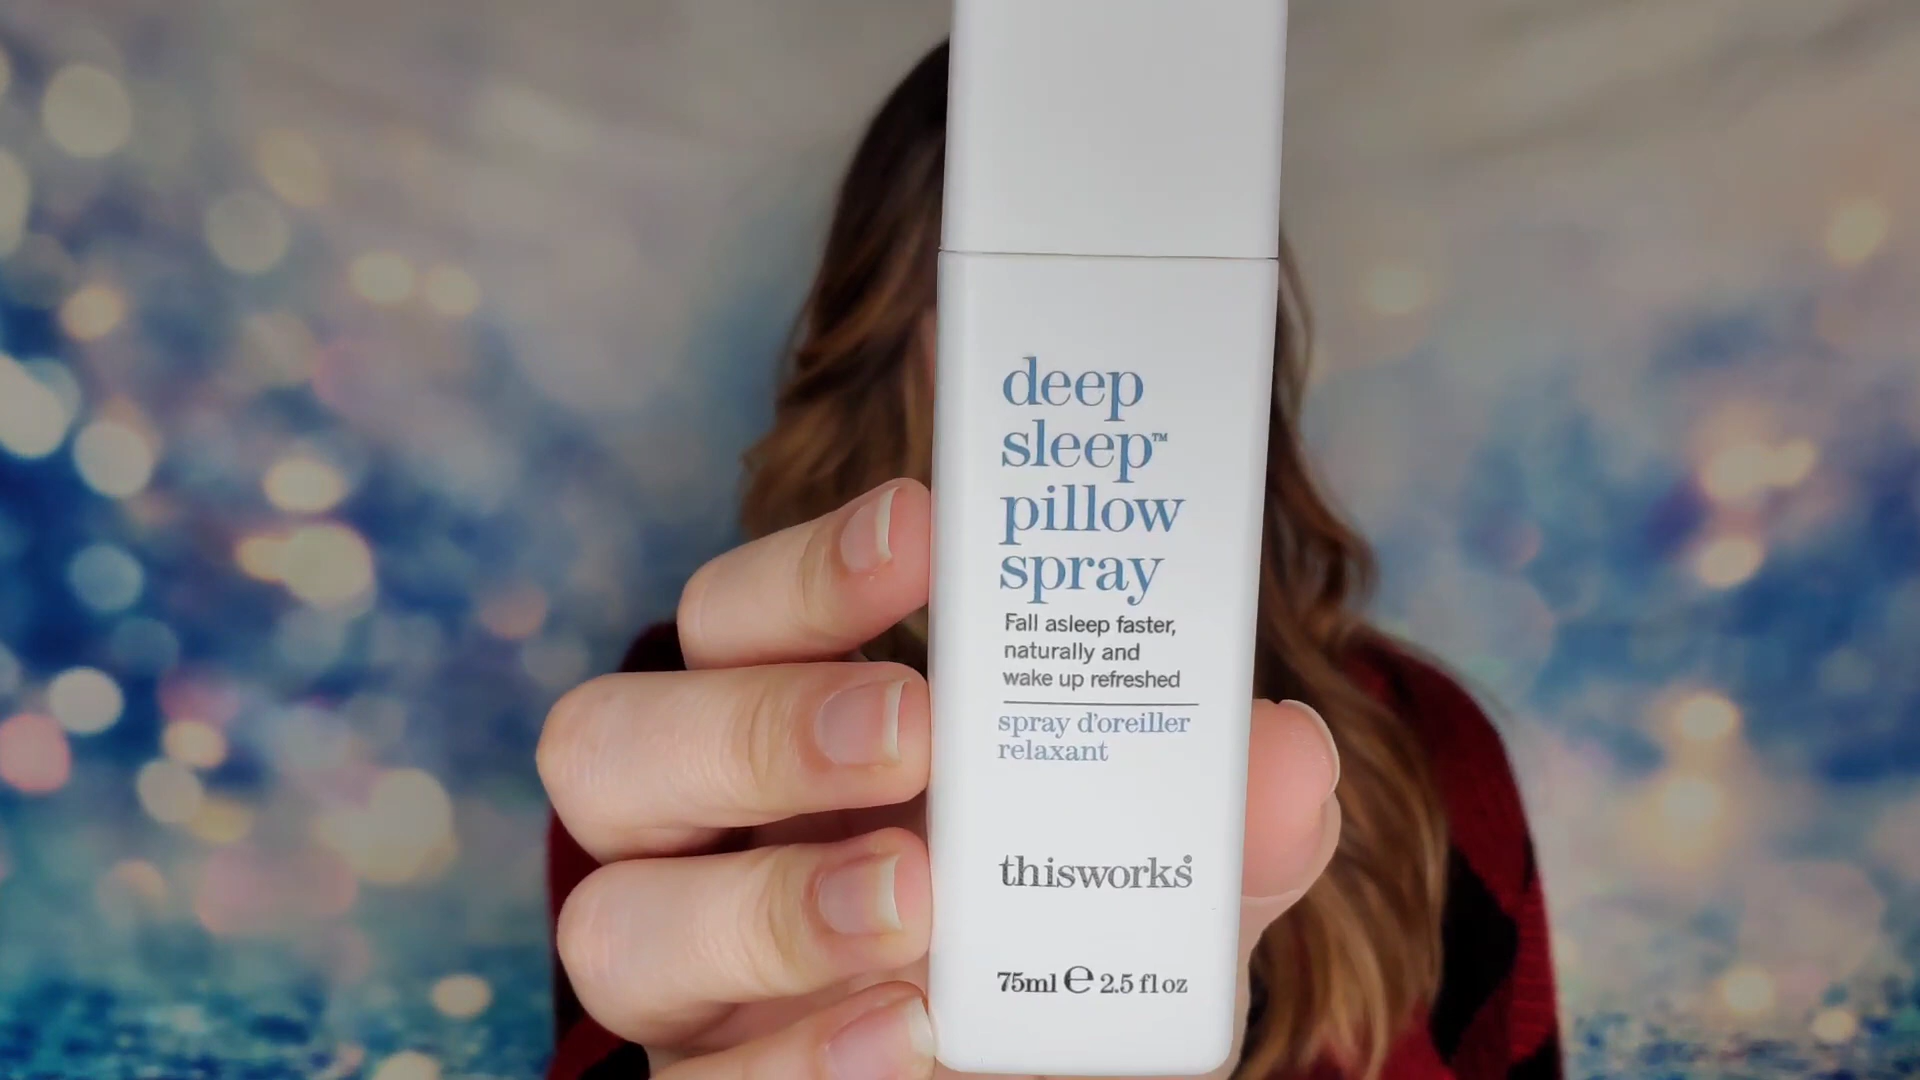 deep
sleep™
pillow
spray
Fall asleep faster,
naturally and
wake up refreshed
spray d'oreiller
relaxant
thisworks®
75ml ℮ 2.5 fl oz